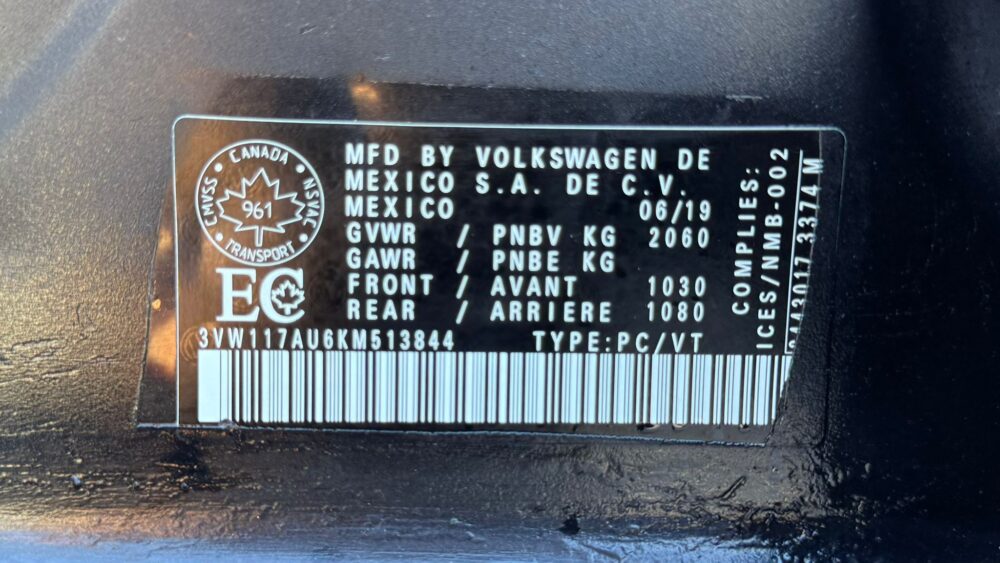 CANADA
CMVSS NSVAC
961
TRANSPORT
EC
MFD BY VOLKSWAGEN DE
MEXICO S.A. DE C.V.
MEXICO 06/19
GVWR / PNBV KG 2060
GAWR / PNBE KG
FRONT / AVANT 1030
REAR / ARRIERE 1080
3VW117AU6KM513844 TYPE:PC/VT
COMPLIES:
ICES/NMB-002
3374 M